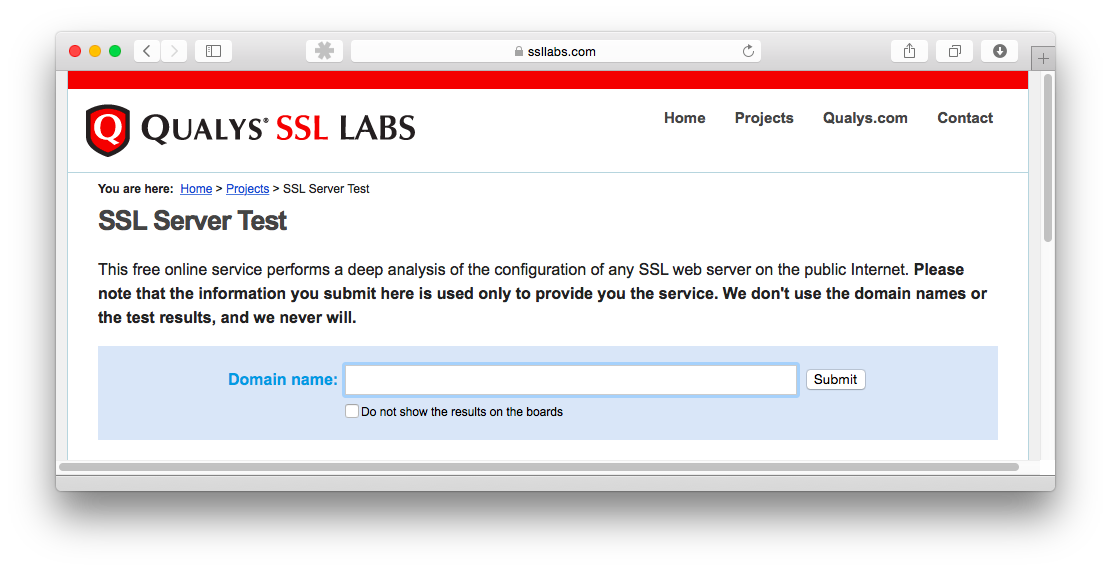 ssllabs.com
Q QUALYS® SSL LABS
Home Projects Qualys.com Contact
You are here: Home > Projects > SSL Server Test
SSL Server Test
This free online service performs a deep analysis of the configuration of any SSL web server on the public Internet. Please
note that the information you submit here is used only to provide you the service. We don't use the domain names or
the test results, and we never will.
Domain name: Submit
Do not show the results on the boards